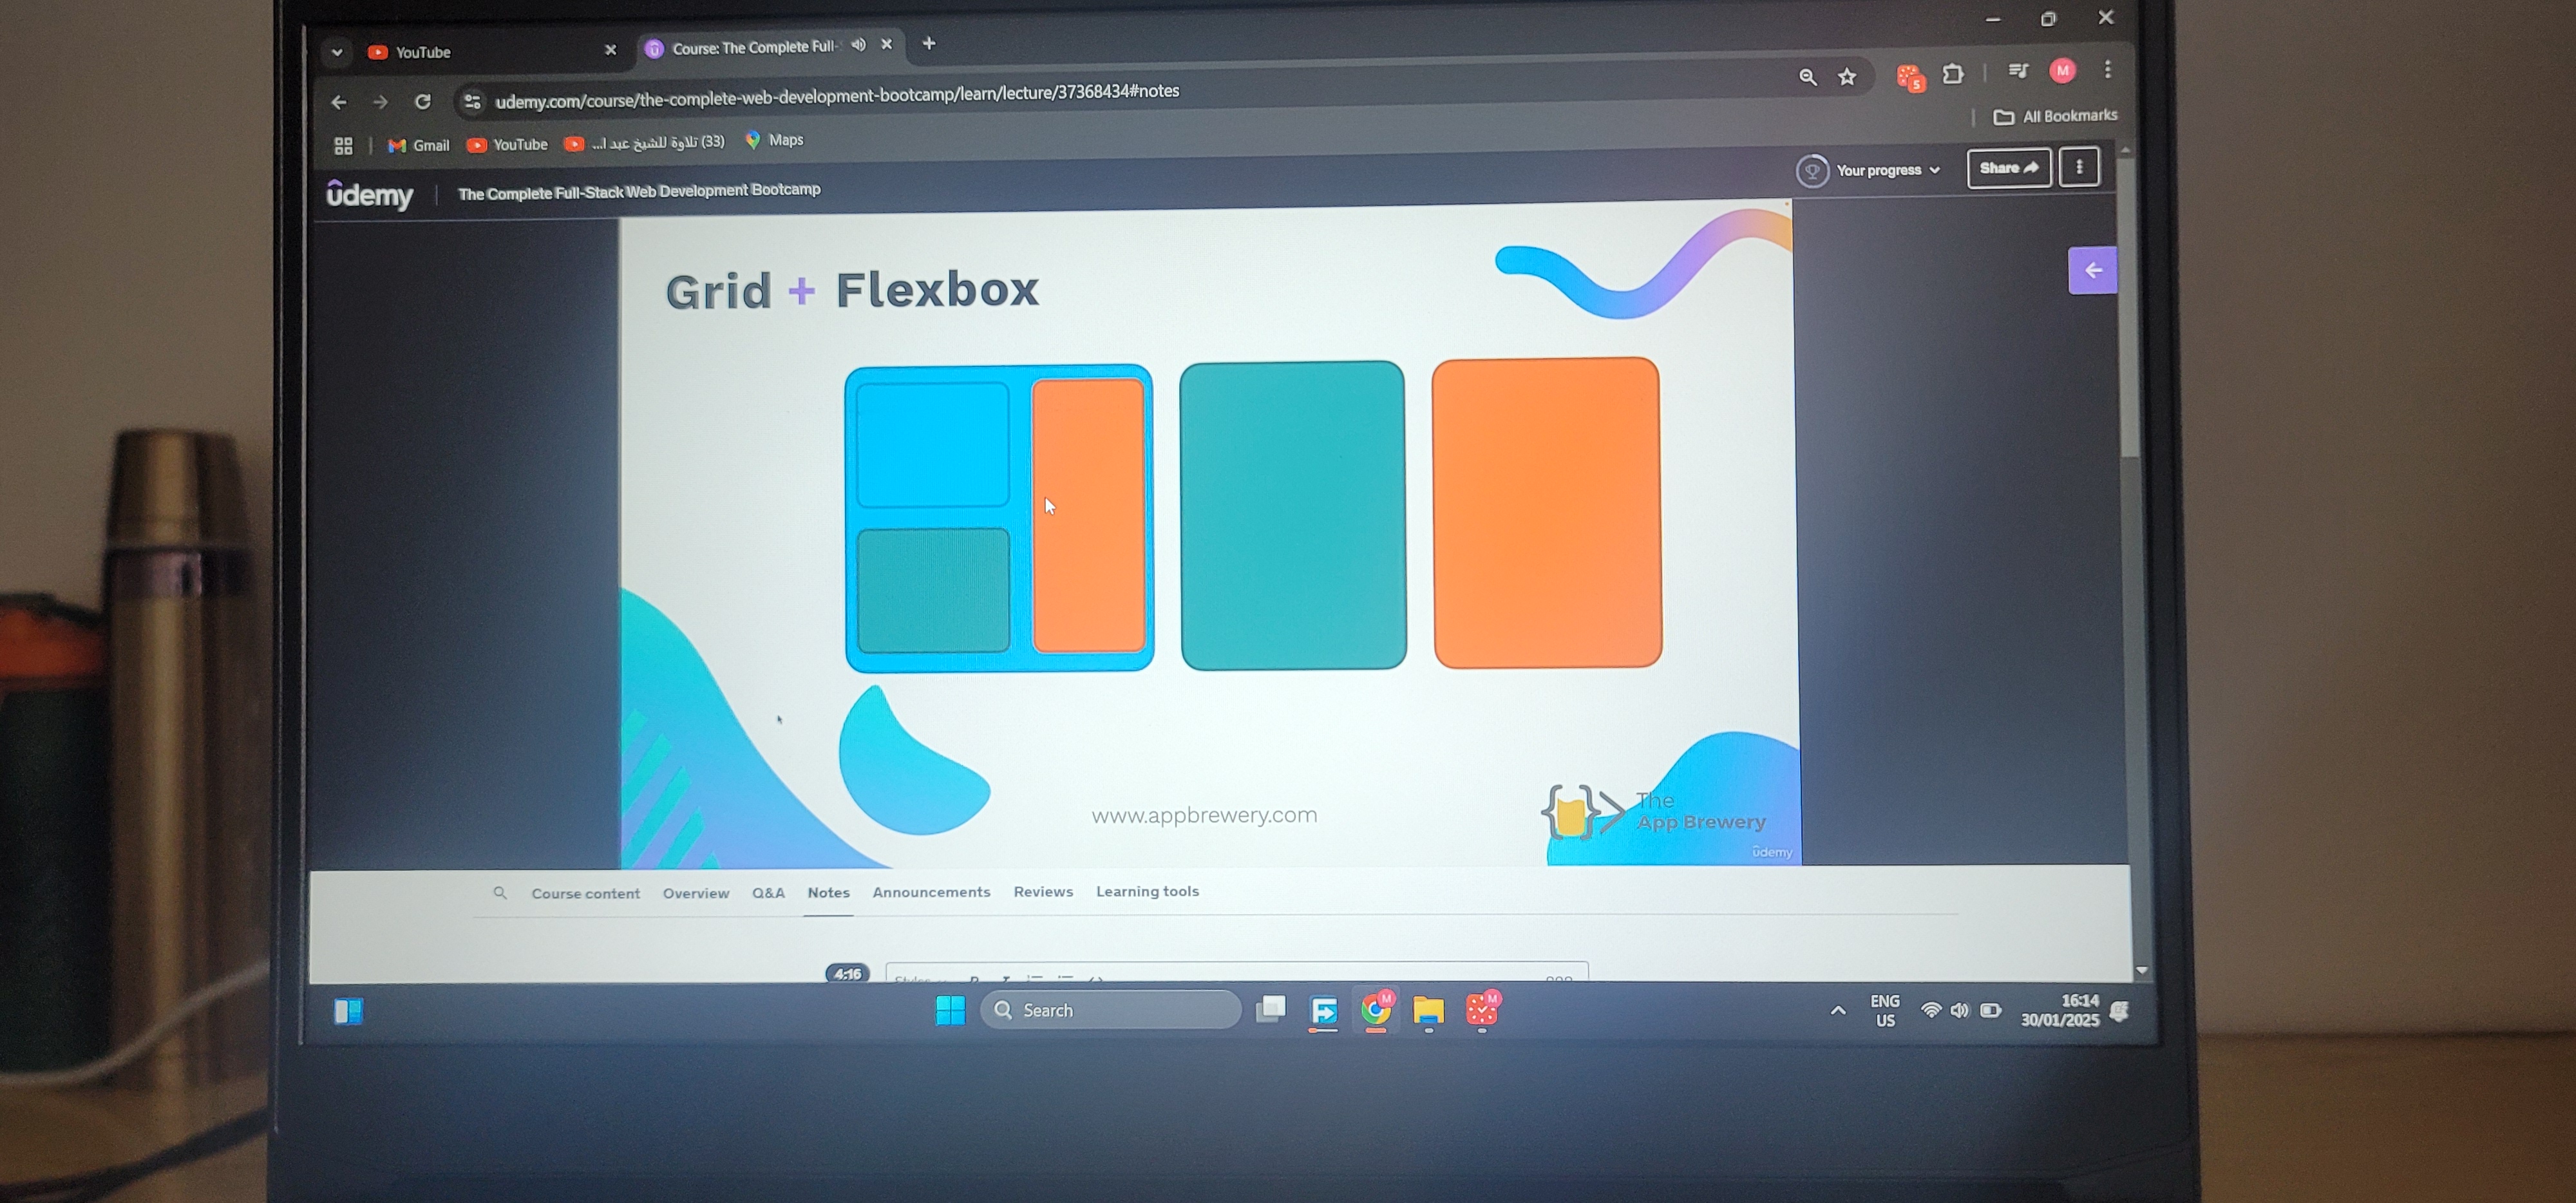 YouTube
Course: The Complete Full-
udemy.com/course/the-complete-web-development-bootcamp/learn/lecture/37368434#notes
5
M
All Bookmarks
Gmail
YouTube
(33) تلاوة للشيخ عبد ا...
Maps
udemy
The Complete Full-Stack Web Development Bootcamp
Your progress
Share
Grid + Flexbox
www.appbrewery.com
The
App Brewery
udemy
Course content
Overview
Q&A
Notes
Announcements
Reviews
Learning tools
4:16
Search
M
M
ENG
US
16:14
30/01/2025